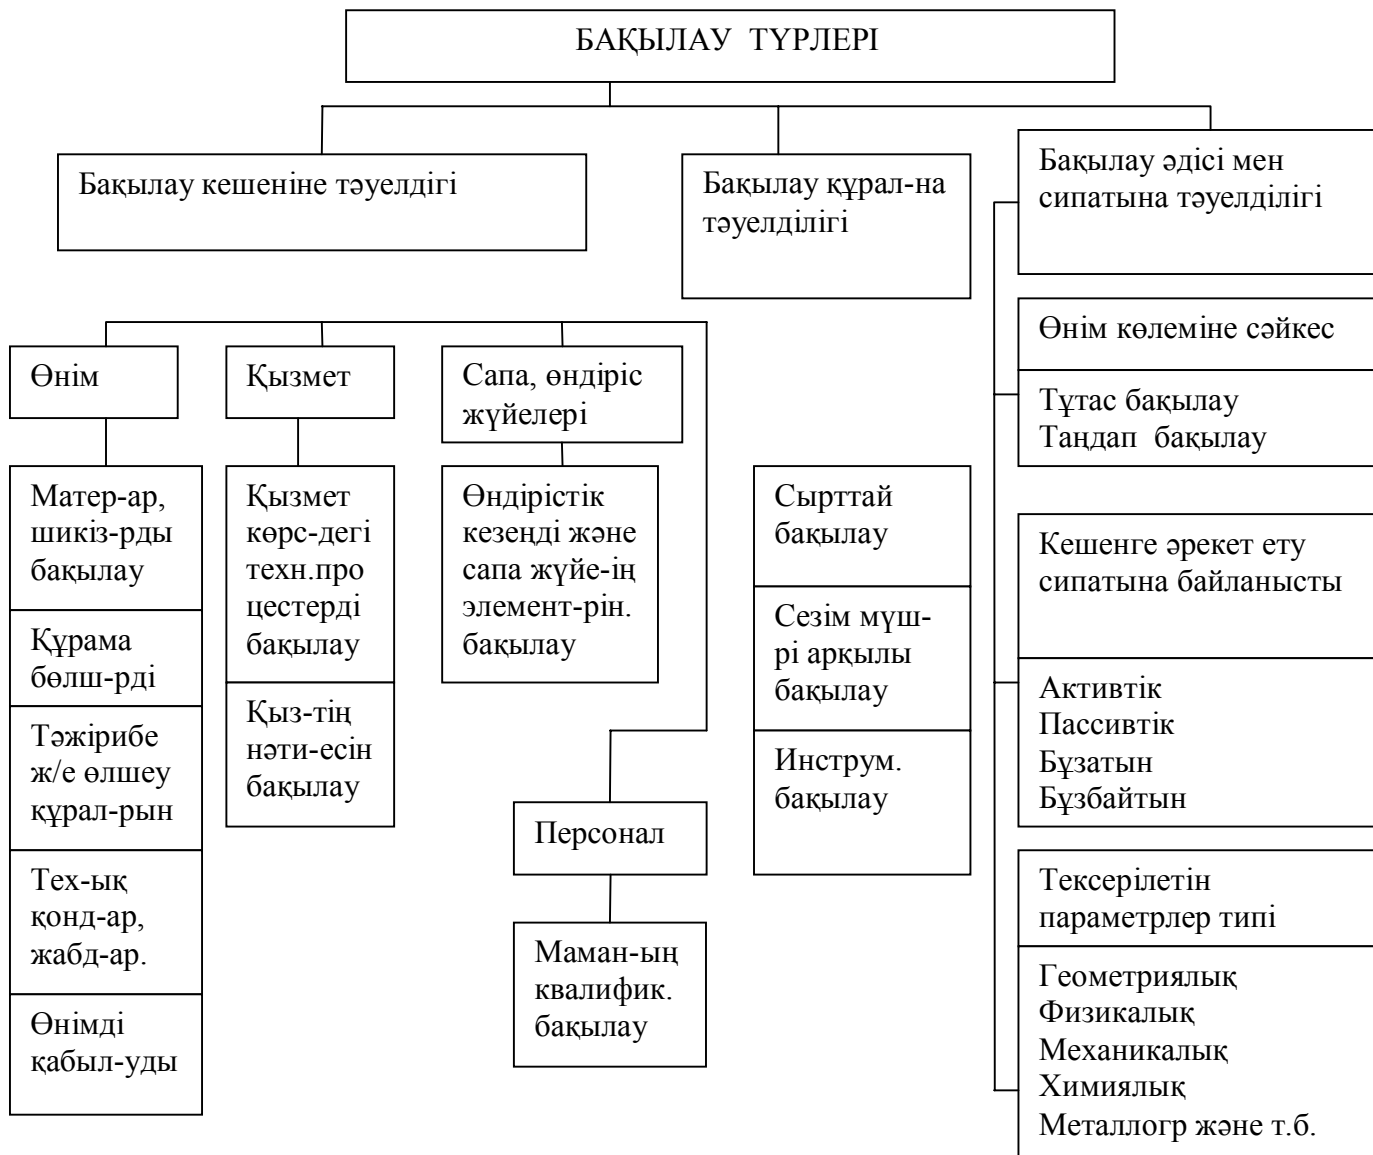 БАҚЫЛАУ ТҮРЛЕРІ
Бақылау кешеніне тәуелдігі
Бақылау құрал-на
тәуелділігі
Бақылау әдісі мен
сипатына тәуелділігі
Өнім
Қызмет
Сапа, өндіріс
жүйелері
Матер-ар,
шикіз-рды
бақылау
Құрама
бөлш-рді
Тәжірибе
ж/е өлшеу
құрал-рын
Тех-ық
қонд-ар,
жабд-ар.
Өнімді
қабыл-уды
Қызмет
көрс-дегі
техн.про
цестерді
бақылау
Қыз-тің
нәти-есін
бақылау
Өндірістік
кезеңді және
сапа жүйе-ің
элемент-рін.
бақылау
Персонал
Маман-ың
квалифик.
бақылау
Сырттай
бақылау
Сезім мүш-
рі арқылы
бақылау
Инструм.
бақылау
Өнім көлеміне сәйкес
Тұтас бақылау
Таңдап бақылау
Кешенге әрекет ету
сипатына байланысты
Активтік
Пассивтік
Бұзатын
Бұзбайтын
Тексерілетін
параметрлер типі
Геометриялық
Физикалық
Механикалық
Химиялық
Металлогр және т.б.